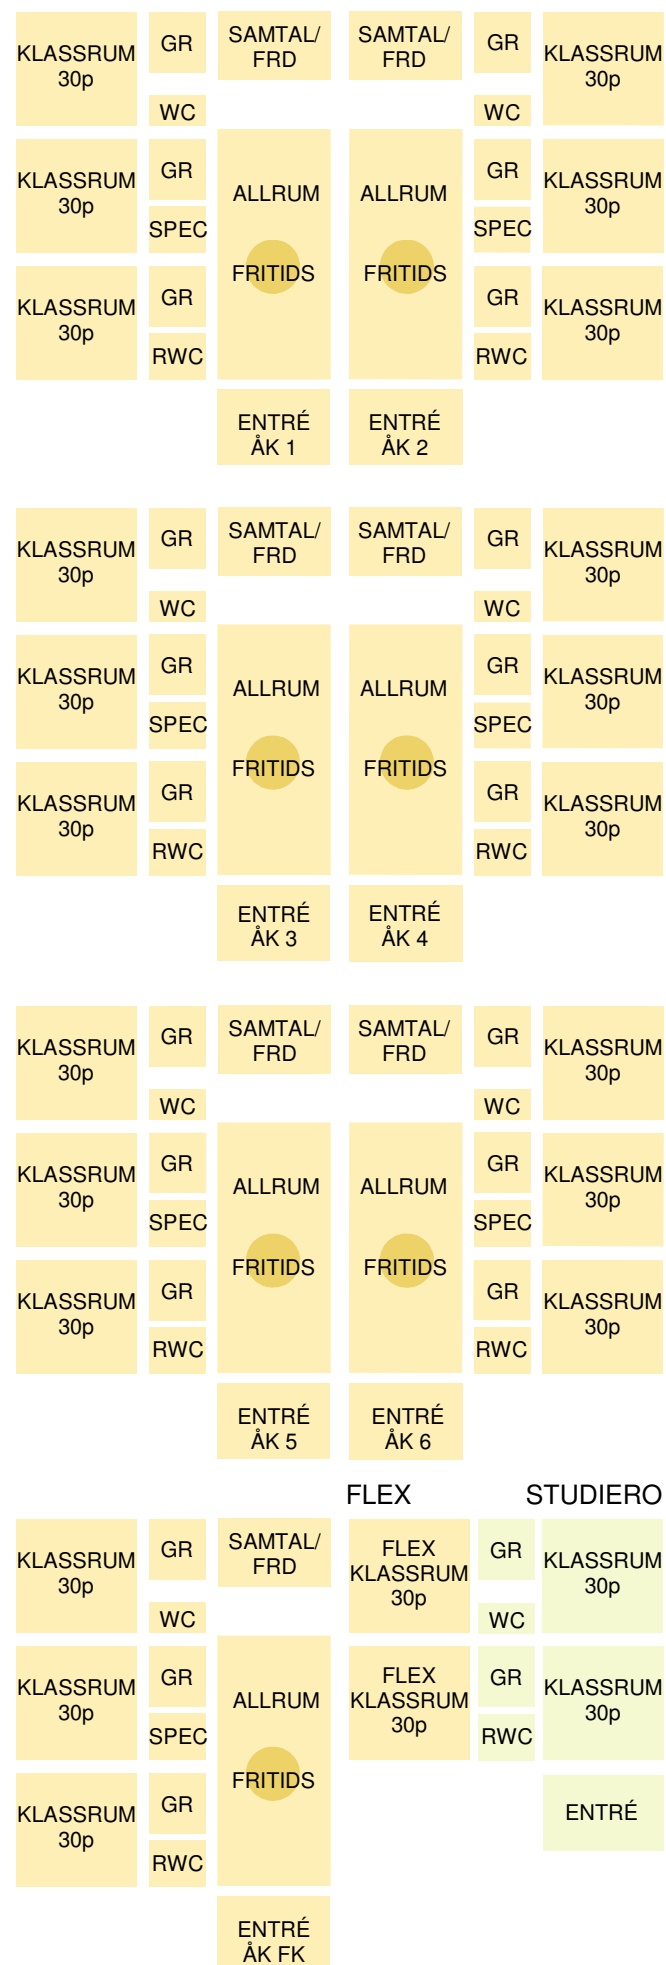 KLASSRUM
30p
GR
SAMTAL/
FRD
SAMTAL/
FRD
GR
KLASSRUM
30p
WC
WC
KLASSRUM
30p
GR
SPEC
ALLRUM
FRITIDS
ALLRUM
FRITIDS
GR
SPEC
KLASSRUM
30p
KLASSRUM
30p
GR
RWC
GR
RWC
KLASSRUM
30p
ENTRÉ
ÅK 1
ENTRÉ
ÅK 2
KLASSRUM
30p
GR
SAMTAL/
FRD
SAMTAL/
FRD
GR
KLASSRUM
30p
WC
WC
KLASSRUM
30p
GR
SPEC
ALLRUM
FRITIDS
ALLRUM
FRITIDS
GR
SPEC
KLASSRUM
30p
KLASSRUM
30p
GR
RWC
GR
RWC
KLASSRUM
30p
ENTRÉ
ÅK 3
ENTRÉ
ÅK 4
KLASSRUM
30p
GR
SAMTAL/
FRD
SAMTAL/
FRD
GR
KLASSRUM
30p
WC
WC
KLASSRUM
30p
GR
SPEC
ALLRUM
FRITIDS
ALLRUM
FRITIDS
GR
SPEC
KLASSRUM
30p
KLASSRUM
30p
GR
RWC
GR
RWC
KLASSRUM
30p
ENTRÉ
ÅK 5
ENTRÉ
ÅK 6
FLEX
STUDIERO
KLASSRUM
30p
GR
SAMTAL/
FRD
FLEX
KLASSRUM
30p
GR
KLASSRUM
30p
WC
WC
KLASSRUM
30p
GR
SPEC
ALLRUM
FRITIDS
FLEX
KLASSRUM
30p
GR
RWC
KLASSRUM
30p
KLASSRUM
30p
GR
RWC
ENTRÉ
ENTRÉ
ÅK FK